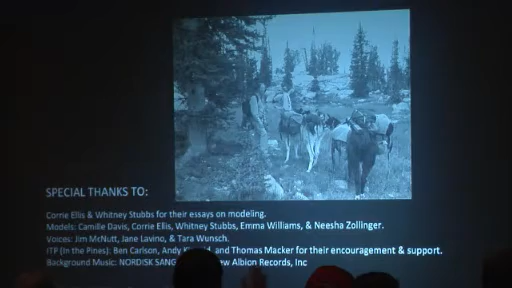 SPECIAL THANKS TO:
Corrie Ellis & Whitney Stubbs for their essays on modeling.
Models: Camille Davis, Corrie Ellis, Whitney Stubbs, Emma Williams, & Neesha Zollinger.
Voices: Jim McNutt, Jane Lavino, & Tara Wunsch.
ITP (In the Pines): Ben Carlson, Andy and Thomas Macker for their encouragement & support.
Background Music: NORDISK Albion Records, Inc